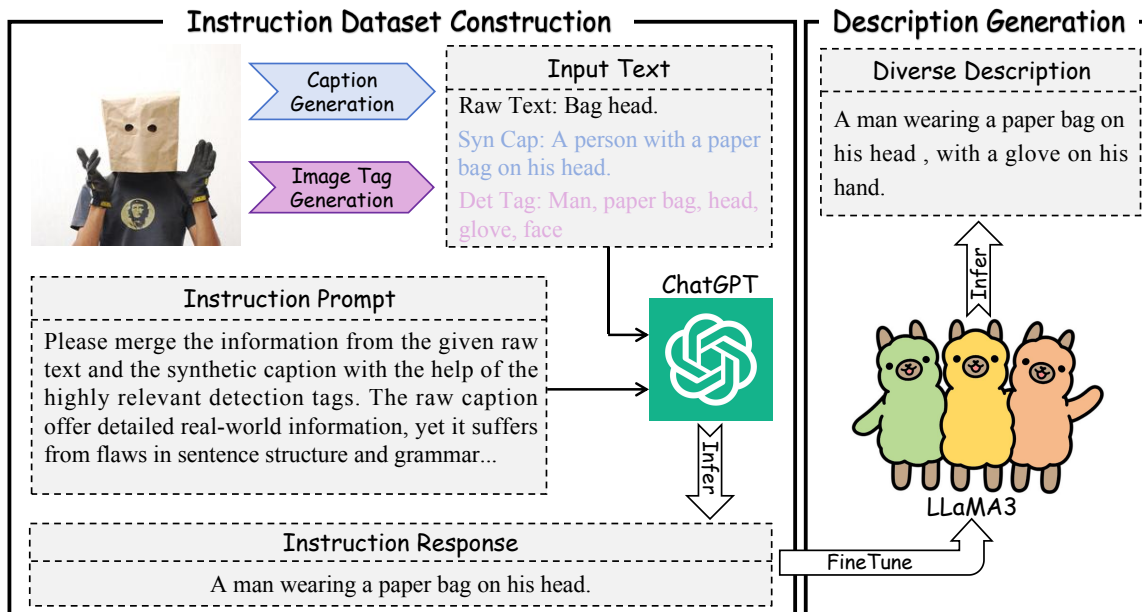 Instruction Dataset Construction
Caption
Generation
Image Tag
Generation
Input Text
Raw Text: Bag head.
Syn Cap: A person with a paper
bag on his head.
Det Tag: Man, paper bag, head,
glove, face
Instruction Prompt
Please merge the information from the given raw
text and the synthetic caption with the help of the
highly relevant detection tags. The raw caption
offer detailed real-world information, yet it suffers
from flaws in sentence structure and grammar...
ChatGPT
Infer
Instruction Response
A man wearing a paper bag on his head.
Description Generation
Diverse Description
A man wearing a paper bag on
his head , with a glove on his
hand.
Infer
LLaMA3
FineTune